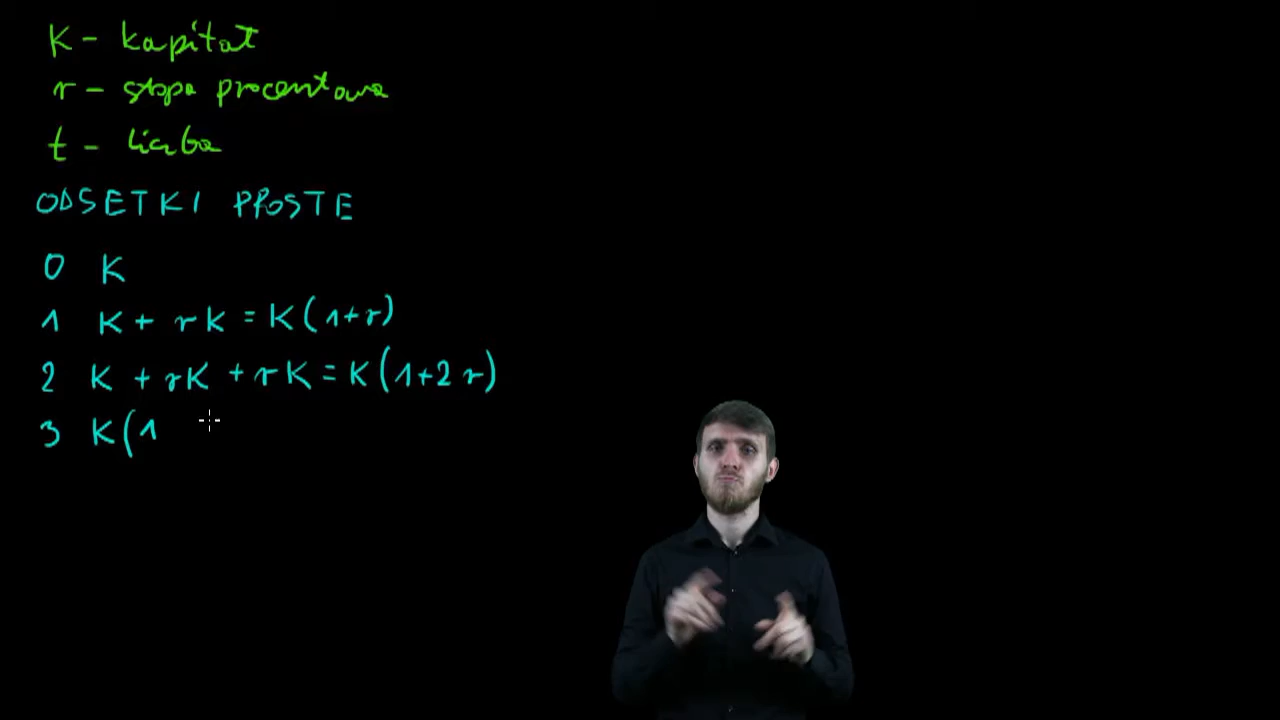 K - kapitał
r - stopa procentowa
t - liczba
ODSETKI PROSTE
0 K
1 K + rK = K(1+r)
2 K + rK + rK = K(1+2r)
3 K(1